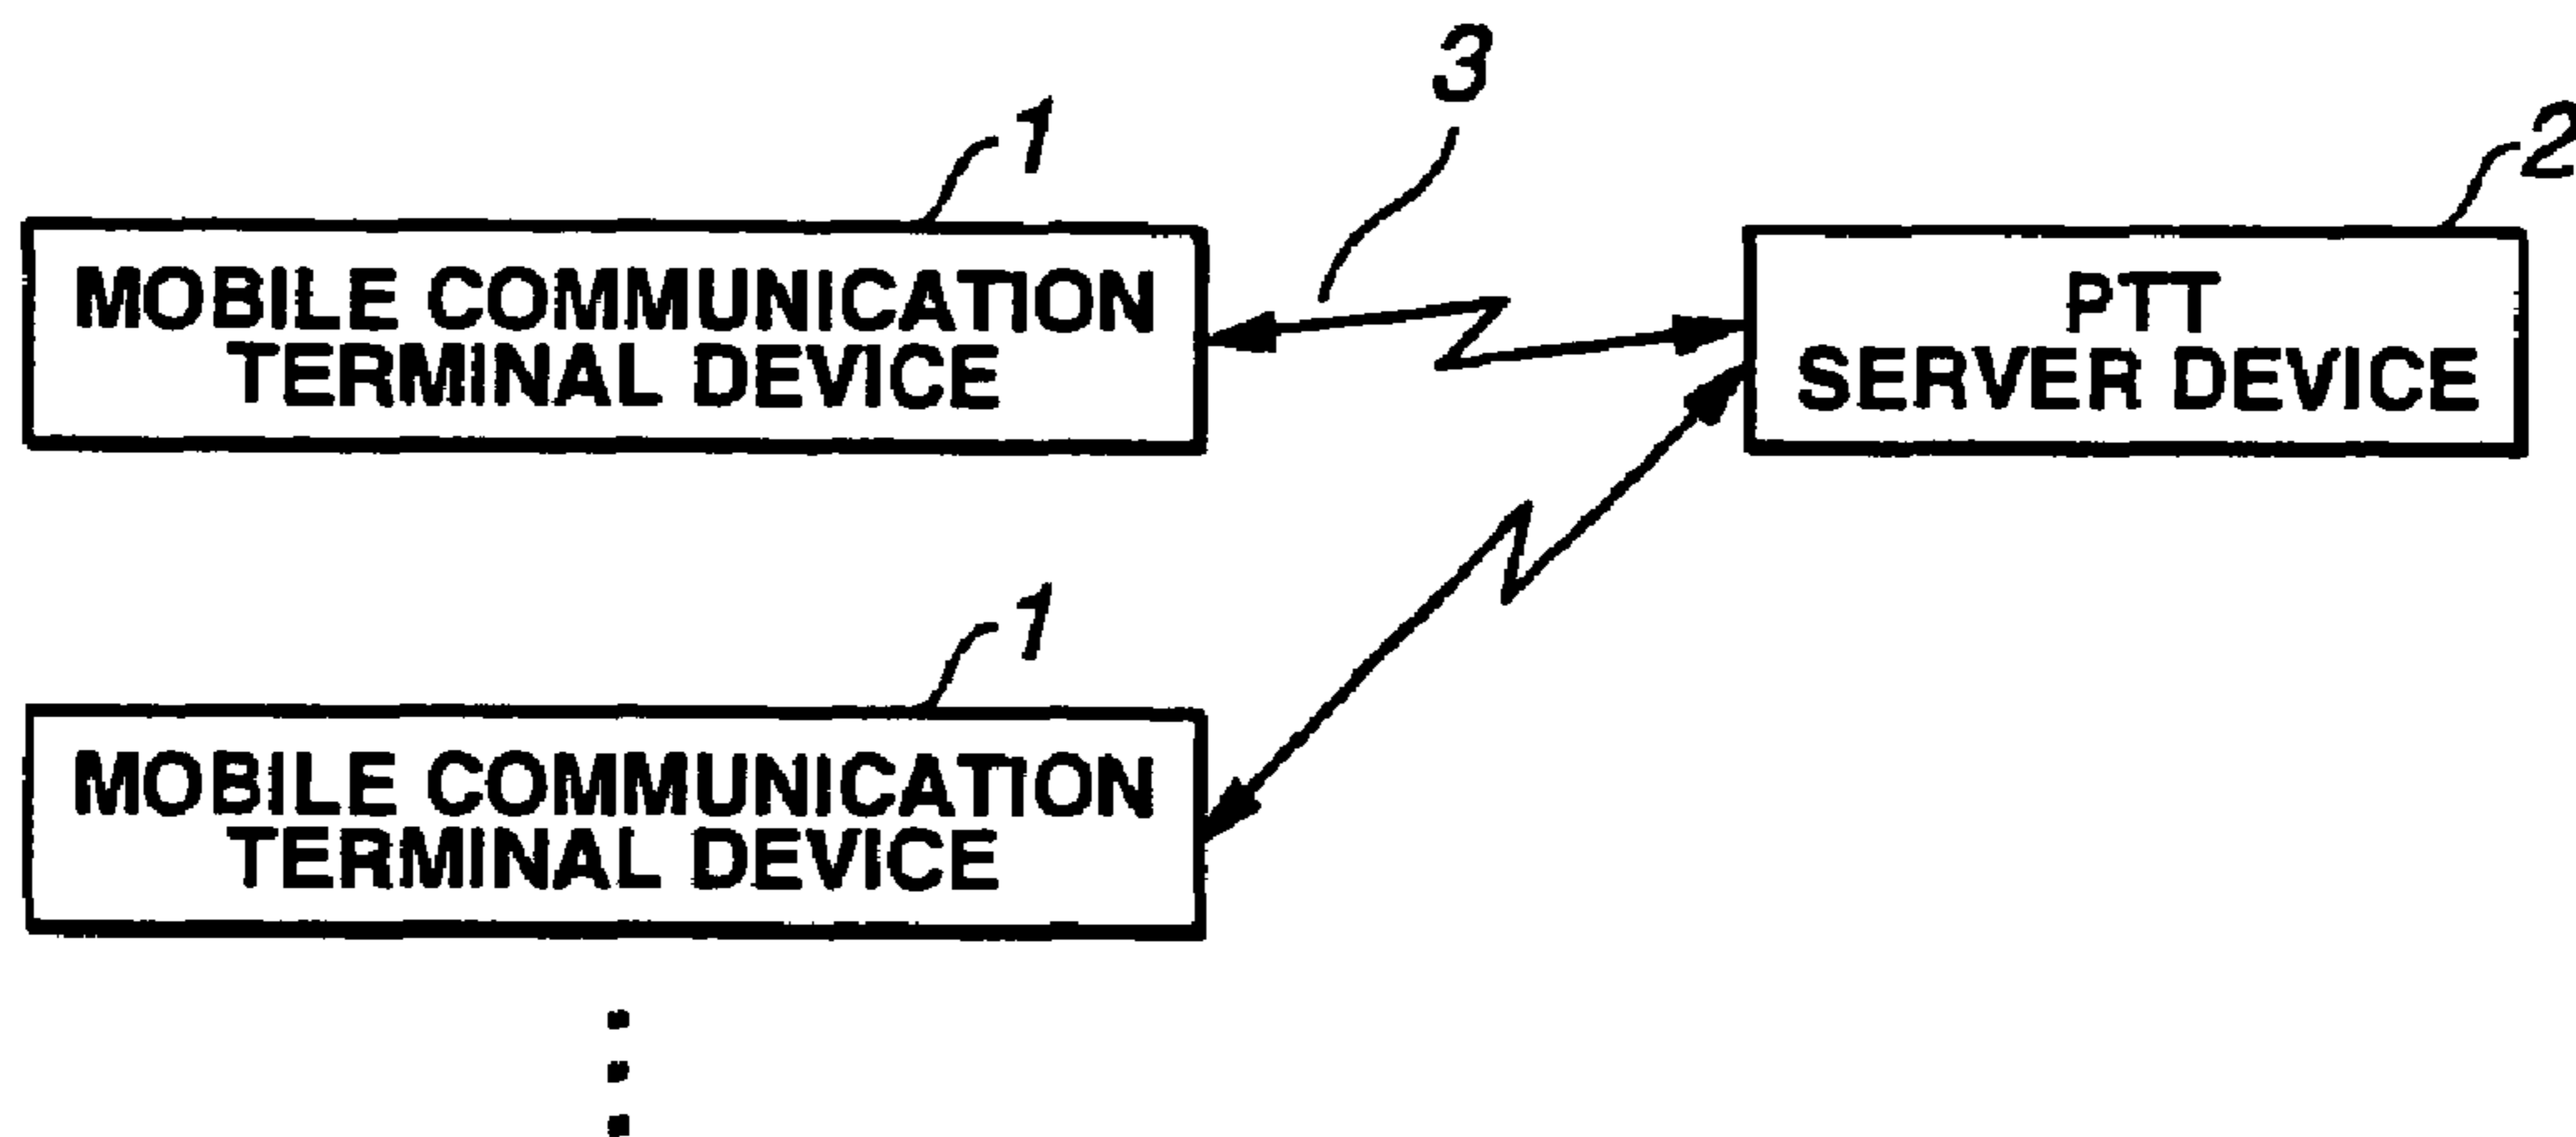 3
1
2
MOBILE COMMUNICATION
TERMINAL DEVICE
PTT
SERVER DEVICE
1
MOBILE COMMUNICATION
TERMINAL DEVICE